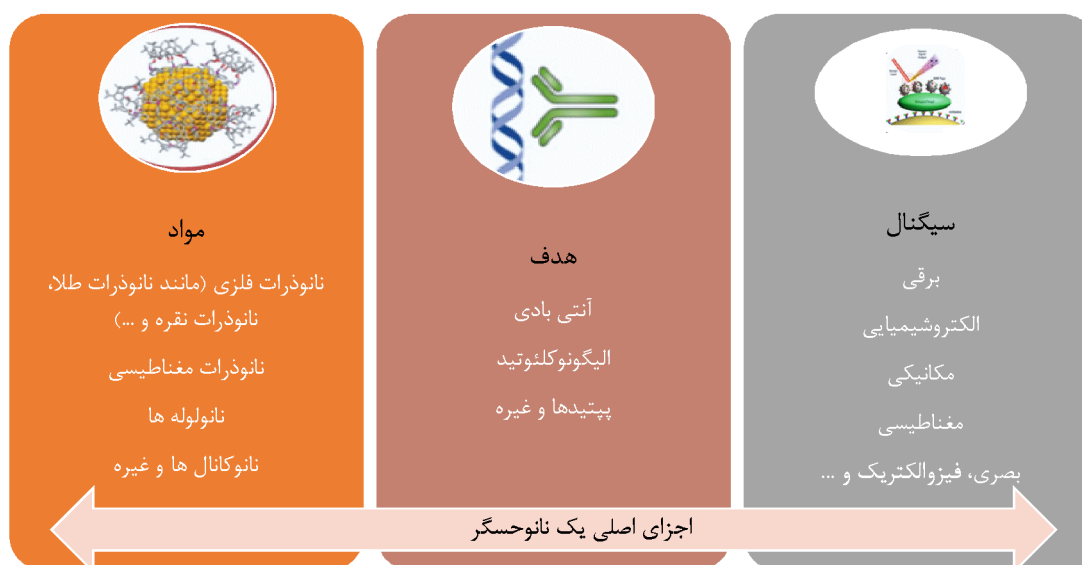 سیگنال
برقی
الکتروشیمیایی
مکانیکی
مغناطیسی
بصری، فیزوالکتریک و ...
هدف
آنتی بادی
الیگونوکلئوتید
پپتیدها و غیره
مواد
نانوذرات فلزی (مانند نانوذرات طلا،
نانوذرات نقره و ...)
نانوذرات مغناطیسی
نانولوله ها
نانوکانال ها و غیره
اجزای اصلی یک نانوحسگر